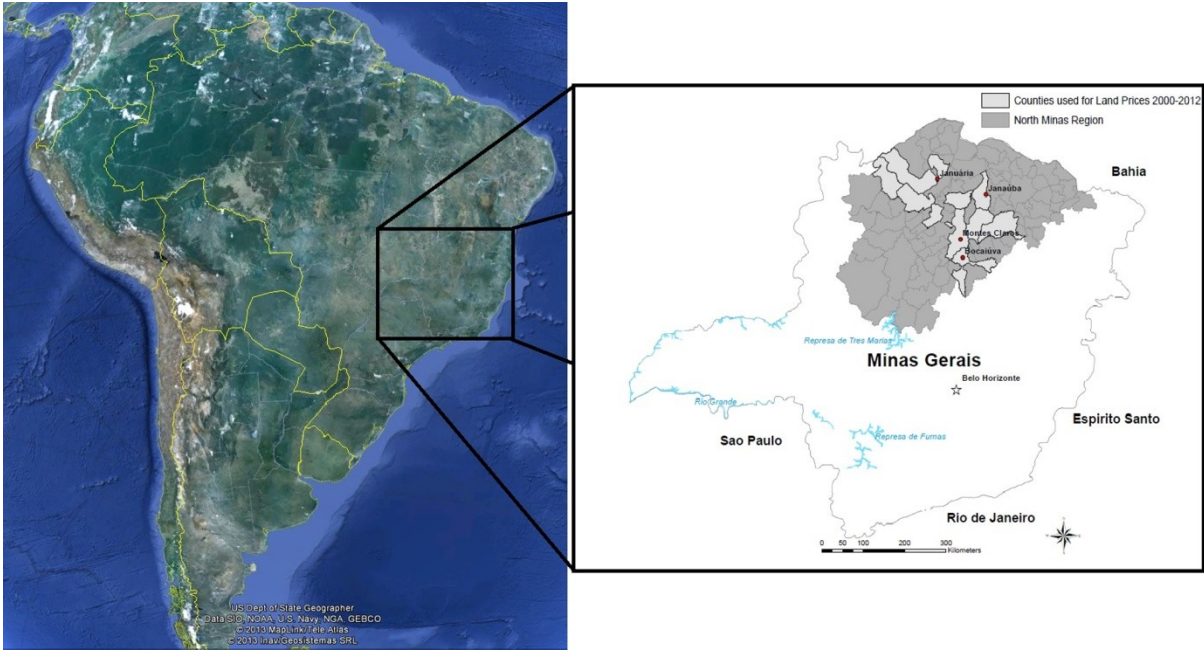 US Dept of State Geographer
Data SIO, NOAA, U.S. Navy, NGA, GEBCO
© 2013 MapLink/Tele Atlas
© 2013 Inav/Geosistemas SRL
Counties used for Land Prices 2000-2012
North Minas Region
Bahia
Januária
Janaúba
Montes Claros
Bocaiúva
Represa de Tres Marias
Minas Gerais
Belo Horizonte
Rio Grande
Espirito Santo
Sao Paulo
Represa de Furnas
Rio de Janeiro
0 50 100 200 300
Kilometers